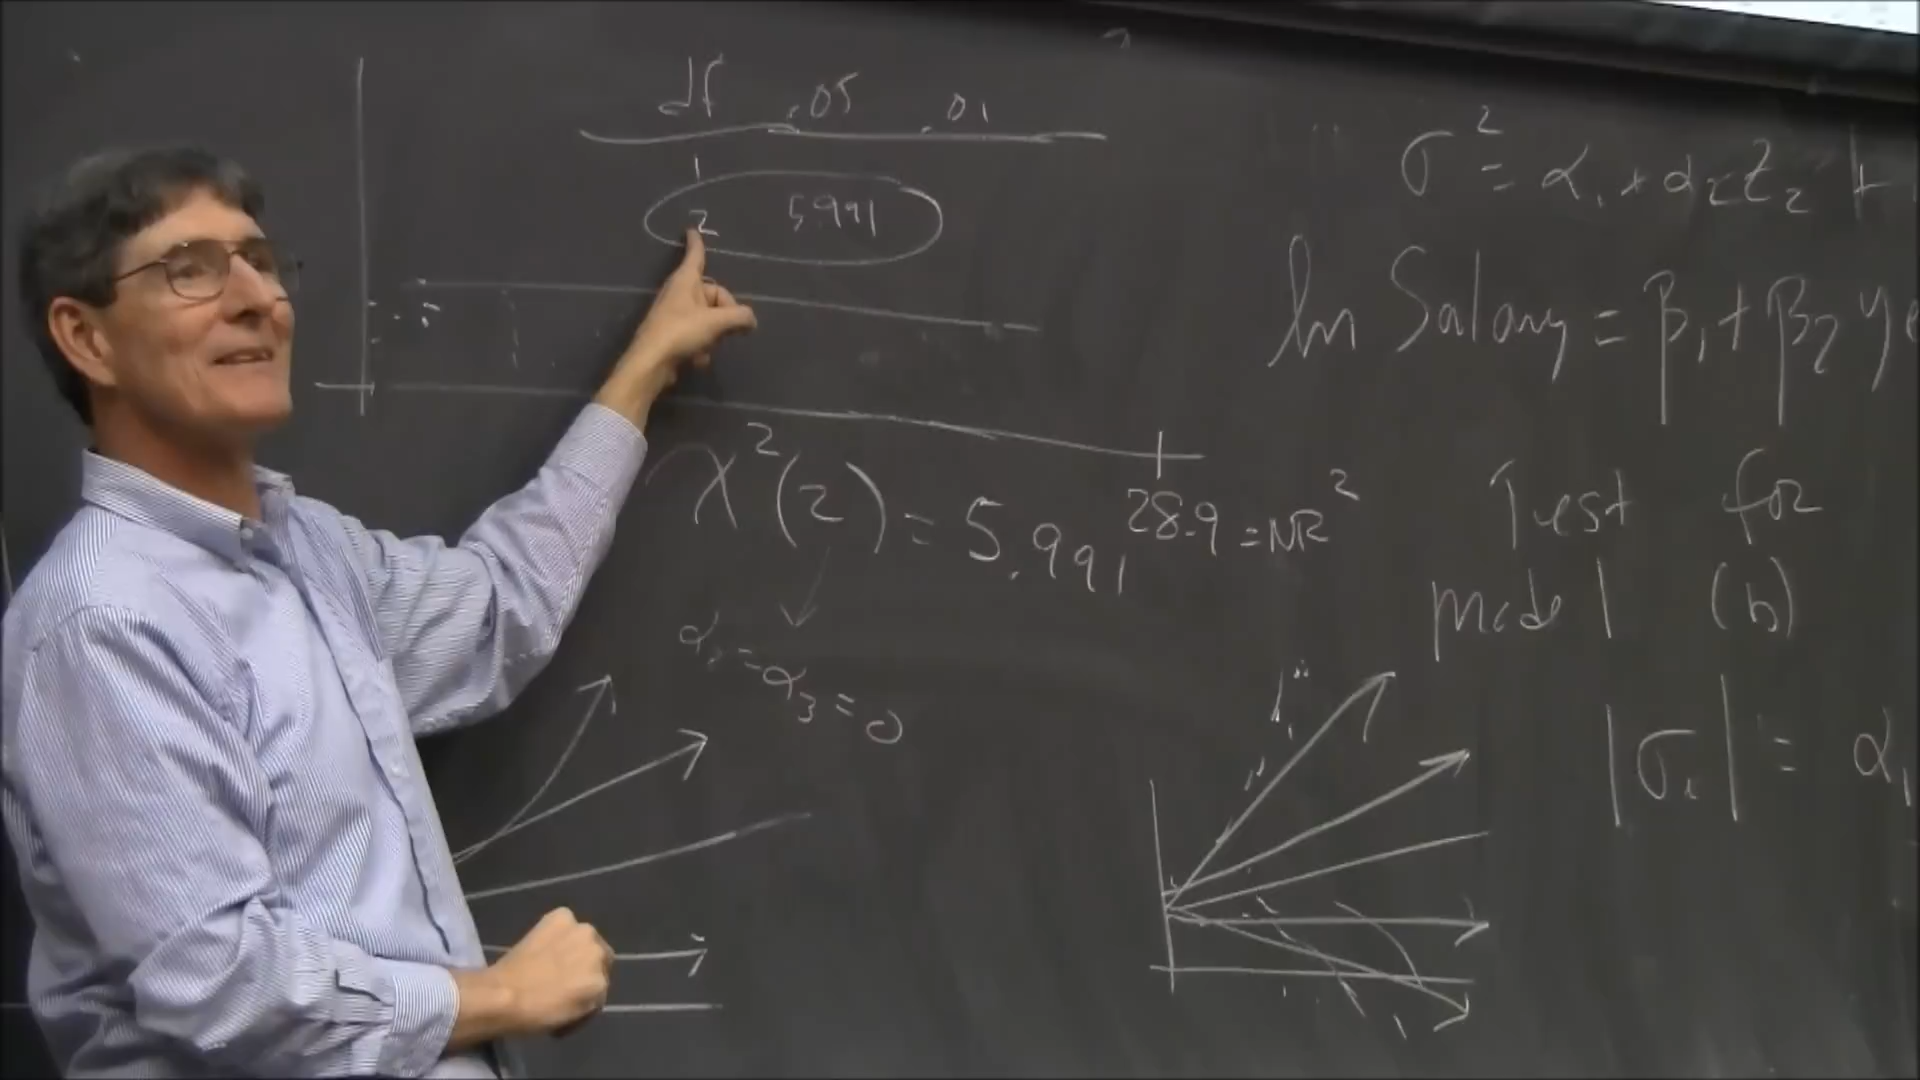 df .05 .01
1
2 5.991
χ²(2) = 5.991
28.9 = NR²
α₂ = α₃ = 0
σ² = α₁ + α₂Z₂ +
ln Salary = β₁ + β₂ ye
Test for
model (b)
|σᵢ| = α₁